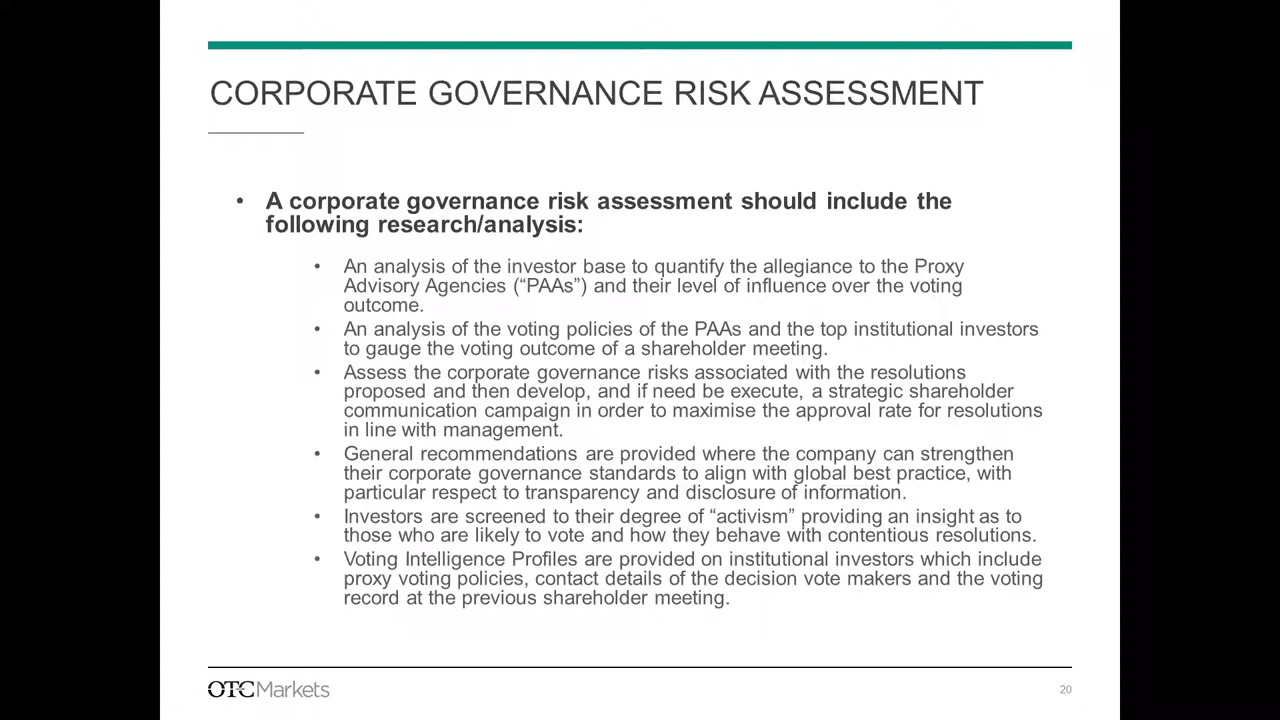 CORPORATE GOVERNANCE RISK ASSESSMENT
• A corporate governance risk assessment should include the
following research/analysis:
• An analysis of the investor base to quantify the allegiance to the Proxy
Advisory Agencies (“PAAs”) and their level of influence over the voting
outcome.
• An analysis of the voting policies of the PAAs and the top institutional investors
to gauge the voting outcome of a shareholder meeting.
• Assess the corporate governance risks associated with the resolutions
proposed and then develop, and if need be execute, a strategic shareholder
communication campaign in order to maximise the approval rate for resolutions
in line with management.
• General recommendations are provided where the company can strengthen
their corporate governance standards to align with global best practice, with
particular respect to transparency and disclosure of information.
• Investors are screened to their degree of “activism” providing an insight as to
those who are likely to vote and how they behave with contentious resolutions.
• Voting Intelligence Profiles are provided on institutional investors which include
proxy voting policies, contact details of the decision vote makers and the voting
record at the previous shareholder meeting.
OTCMarkets
20